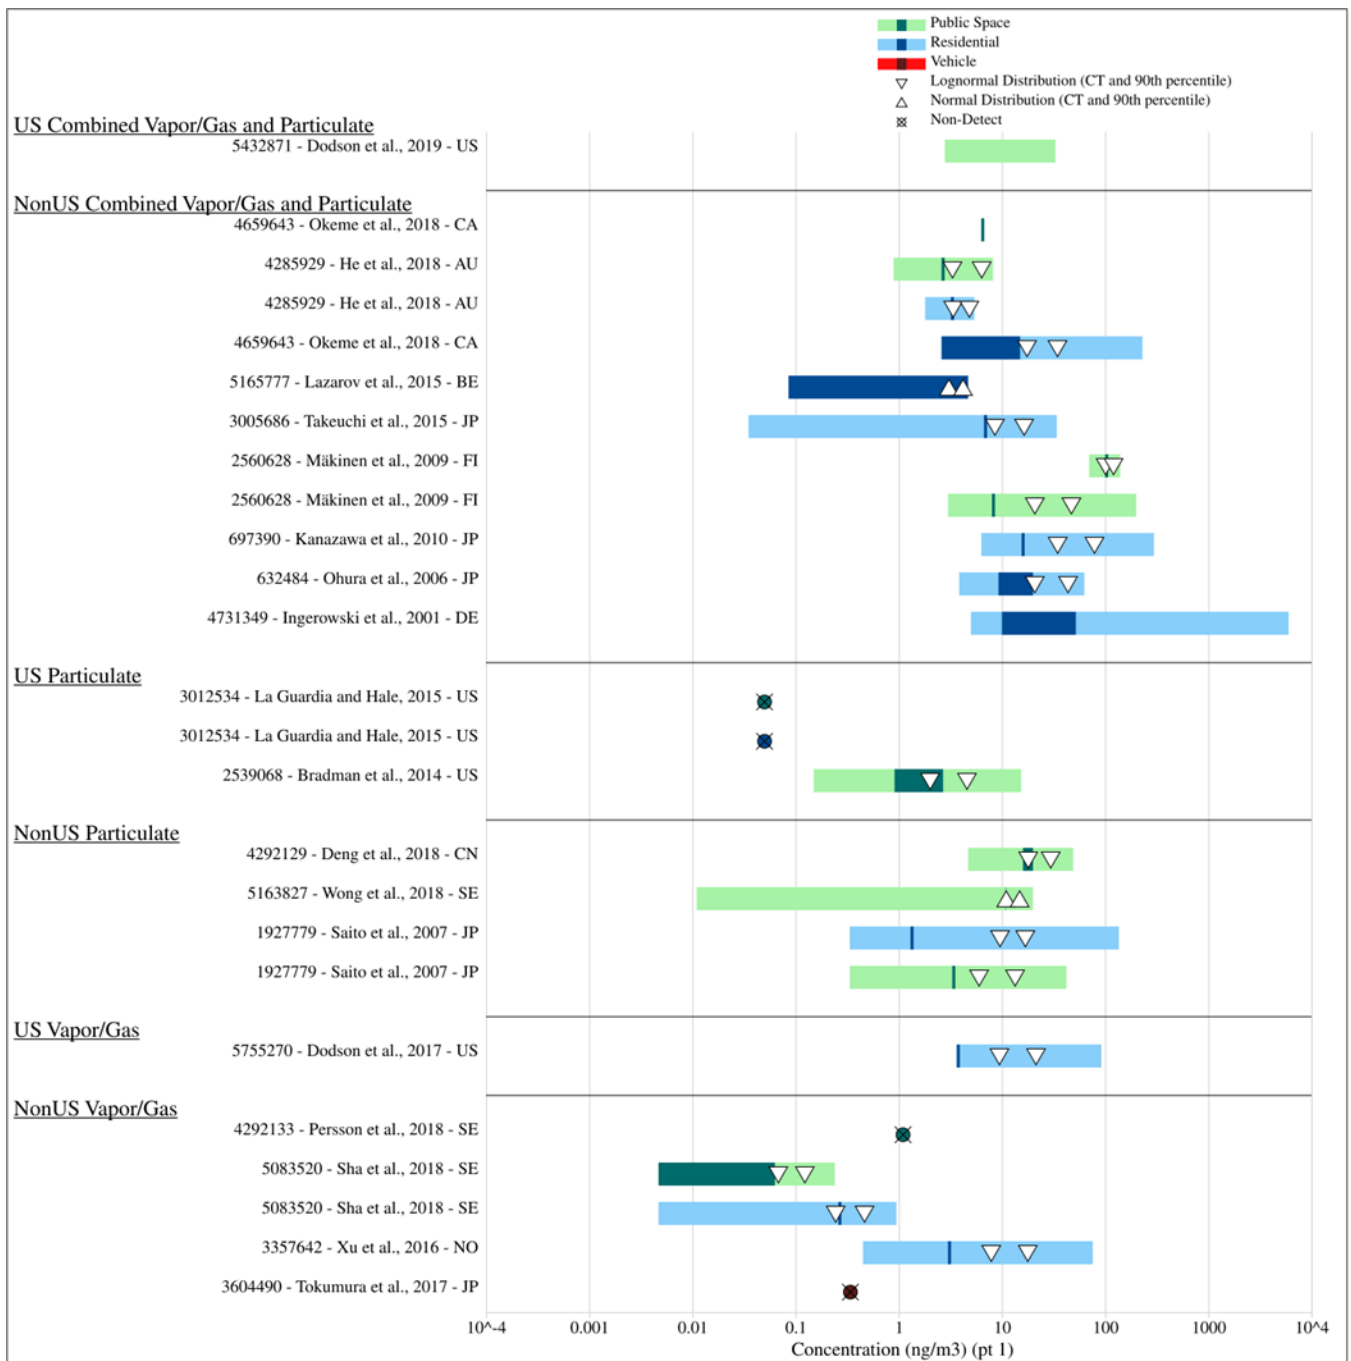 Public Space
Residential
Vehicle
Lognormal Distribution (CT and 90th percentile)
Normal Distribution (CT and 90th percentile)
Non-Detect
US Combined Vapor/Gas and Particulate
5432871 - Dodson et al., 2019 - US
NonUS Combined Vapor/Gas and Particulate
4659643 - Okeme et al., 2018 - CA
4285929 - He et al., 2018 - AU
4285929 - He et al., 2018 - AU
4659643 - Okeme et al., 2018 - CA
5165777 - Lazarov et al., 2015 - BE
3005686 - Takeuchi et al., 2015 - JP
2560628 - Mäkinen et al., 2009 - FI
2560628 - Mäkinen et al., 2009 - FI
697390 - Kanazawa et al., 2010 - JP
632484 - Ohura et al., 2006 - JP
4731349 - Ingerowski et al., 2001 - DE
US Particulate
3012534 - La Guardia and Hale, 2015 - US
3012534 - La Guardia and Hale, 2015 - US
2539068 - Bradman et al., 2014 - US
NonUS Particulate
4292129 - Deng et al., 2018 - CN
5163827 - Wong et al., 2018 - SE
1927779 - Saito et al., 2007 - JP
1927779 - Saito et al., 2007 - JP
US Vapor/Gas
5755270 - Dodson et al., 2017 - US
NonUS Vapor/Gas
4292133 - Persson et al., 2018 - SE
5083520 - Sha et al., 2018 - SE
5083520 - Sha et al., 2018 - SE
3357642 - Xu et al., 2016 - NO
3604490 - Tokumura et al., 2017 - JP
10^-4 0.001 0.01 0.1 1 10 100 1000 10^4
Concentration (ng/m3) (pt 1)